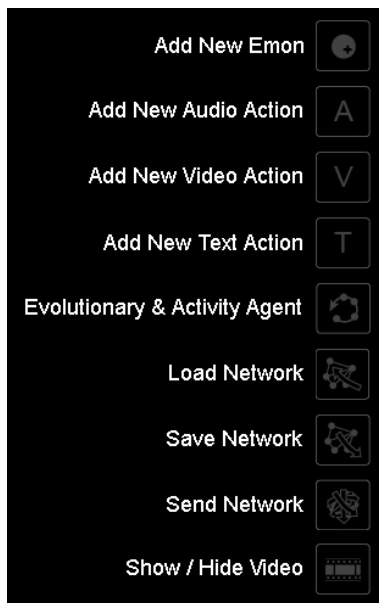 Add New Emon
Add New Audio Action A
Add New Video Action V
Add New Text Action T
Evolutionary & Activity Agent
Load Network
Save Network
Send Network
Show / Hide Video